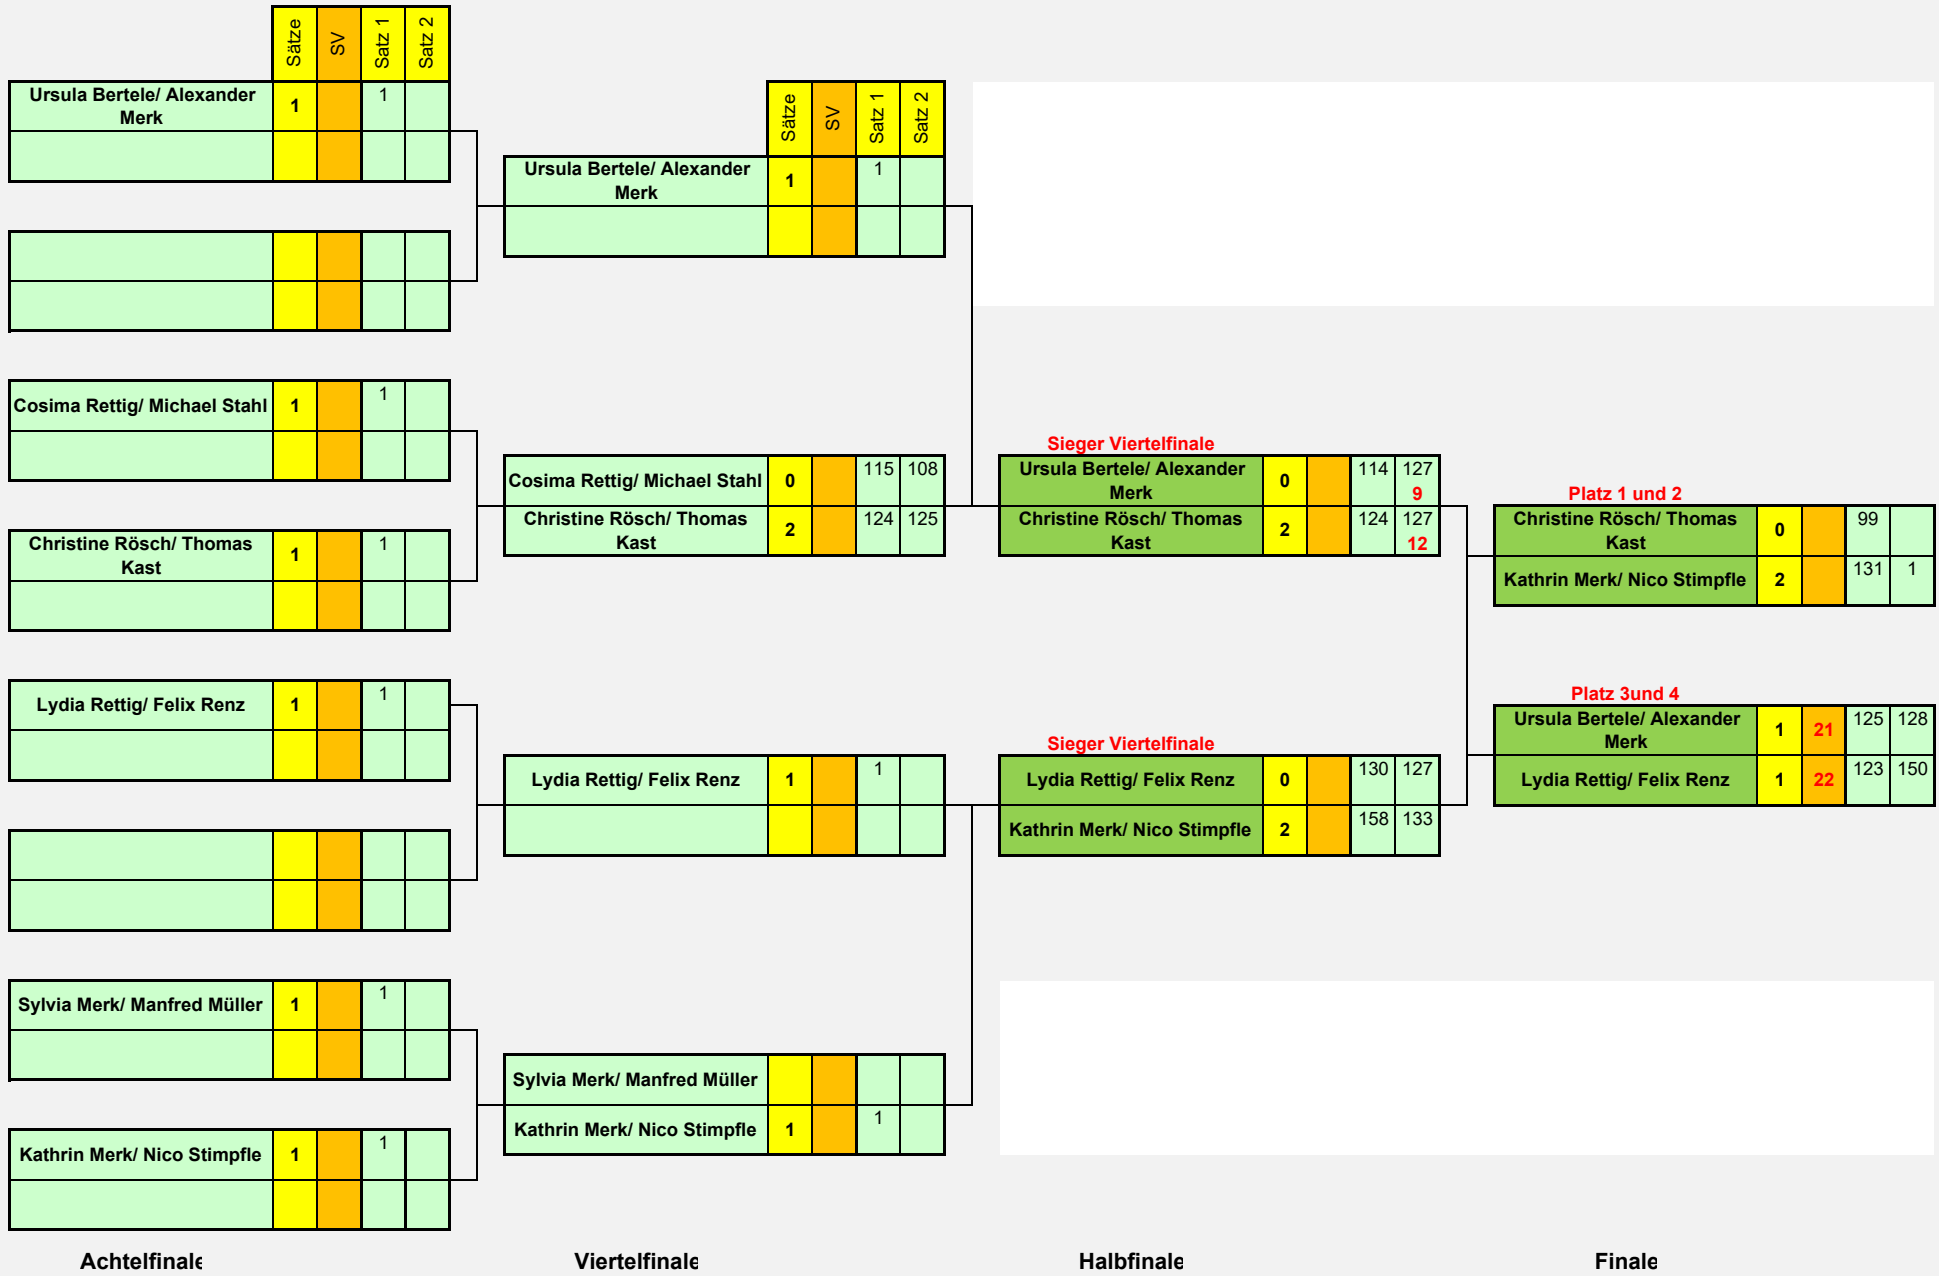 Sätze SV Satz 1 Satz 2
Ursula Bertele/ Alexander
Merk
1 1
Cosima Rettig/ Michael Stahl 1 1
Christine Rösch/ Thomas
Kast
1 1
Lydia Rettig/ Felix Renz 1 1
Sylvia Merk/ Manfred Müller 1 1
Kathrin Merk/ Nico Stimpfle 1 1
Achtelfinale
Sätze SV Satz 1 Satz 2
Ursula Bertele/ Alexander
Merk
1 1
Cosima Rettig/ Michael Stahl 0 115 108
Christine Rösch/ Thomas
Kast
2 124 125
Lydia Rettig/ Felix Renz 1 1
Sylvia Merk/ Manfred Müller
Kathrin Merk/ Nico Stimpfle 1 1
Viertelfinale
Sieger Viertelfinale
Ursula Bertele/ Alexander
Merk
0 114 127
9
Christine Rösch/ Thomas
Kast
2 124 127
12
Sieger Viertelfinale
Lydia Rettig/ Felix Renz 0 130 127
Kathrin Merk/ Nico Stimpfle 2 158 133
Halbfinale
Platz 1 und 2
Christine Rösch/ Thomas
Kast
0 99
Kathrin Merk/ Nico Stimpfle 2 131 1
Platz 3und 4
Ursula Bertele/ Alexander
Merk
1 21 125 128
Lydia Rettig/ Felix Renz 1 22 123 150
Finale